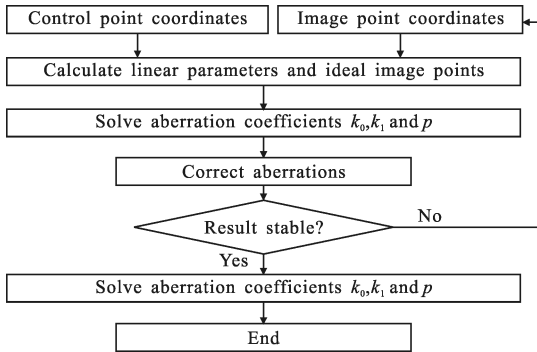 Control point coordinates
Image point coordinates
Calculate linear parameters and ideal image points
Solve aberration coefficients k₀,k₁ and p
Correct aberrations
Result stable?
No
Yes
Solve aberration coefficients k₀,k₁ and p
End